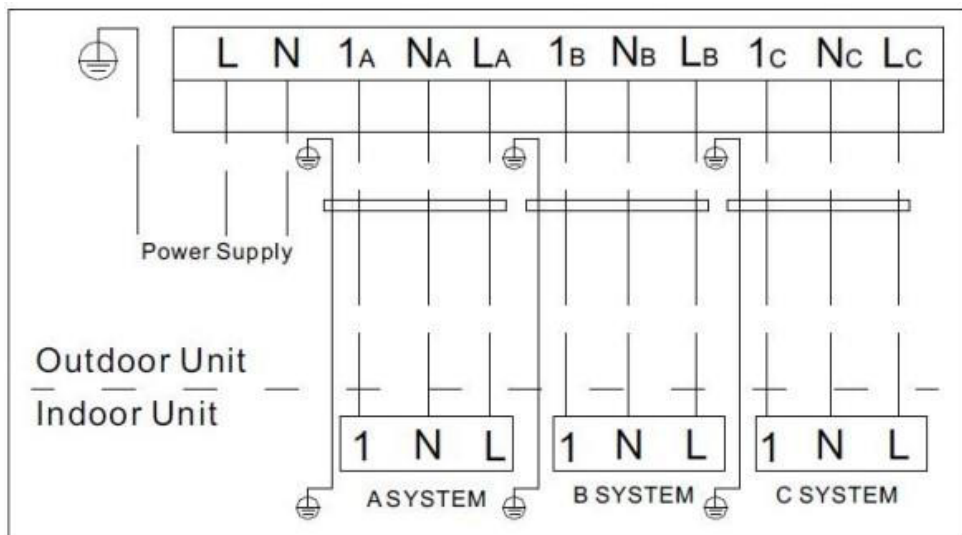 L N 1A NA LA 1B NB LB 1C NC LC
Power Supply
Outdoor Unit
Indoor Unit
1 N L 1 N L 1 N L
A SYSTEM B SYSTEM C SYSTEM